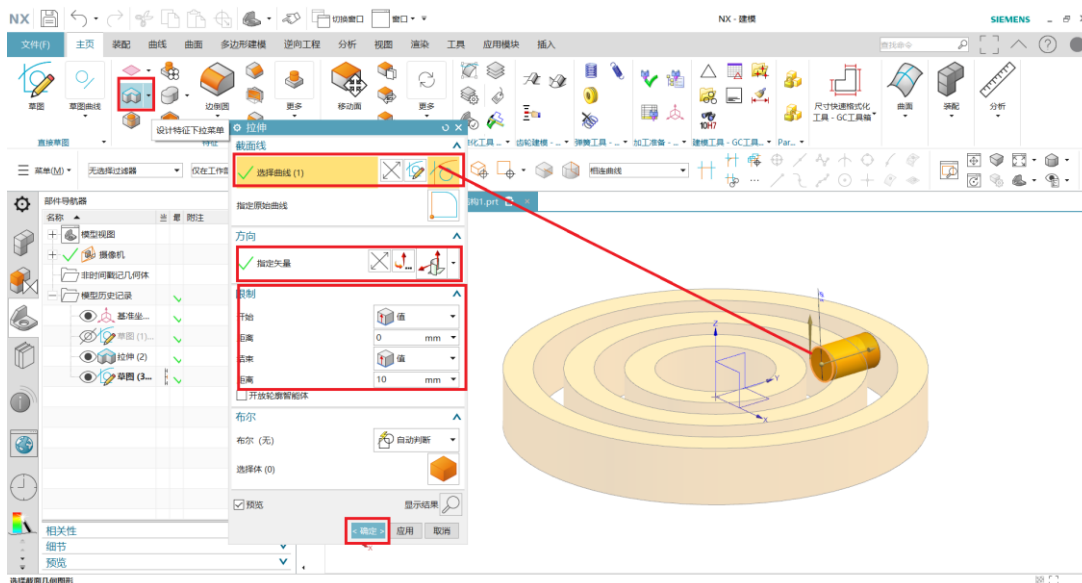 NX 切换窗口 窗口 NX - 建模 SIEMENS
文件(F) 主页 装配 曲线 曲面 多边形建模 逆向工程 分析 视图 渲染 工具 应用模块 插入 查找命令
草图 草图曲线 边倒圆 更多 移动面 更多 10H7 尺寸快速格式化工具 - GC工具箱 曲面 装配 分析
设计特征下拉菜单
直接草图 特征 齿轮建模 - ... 弹簧工具 - ... 加工准备 - ... 建模工具 - GC工具... Par...
菜单(M) 无选择过滤器 相连曲线
部件导航器
名称 附注
模型视图
摄像机
非时间戳记几何体
模型历史记录
基准坐...
草图 (1)...
拉伸 (2)
草图 (3...
相关性
细节
预览
拉伸
截面线
选择曲线 (1)
指定原始曲线
方向
指定矢量
限制
开始 值
距离 0 mm
结束 值
距离 10 mm
开放轮廓智能体
布尔
布尔 (无) 自动判断
选择体 (0)
预览 显示结果
< 确定 > 应用 取消
Z
Y
X
选择截面几何图形